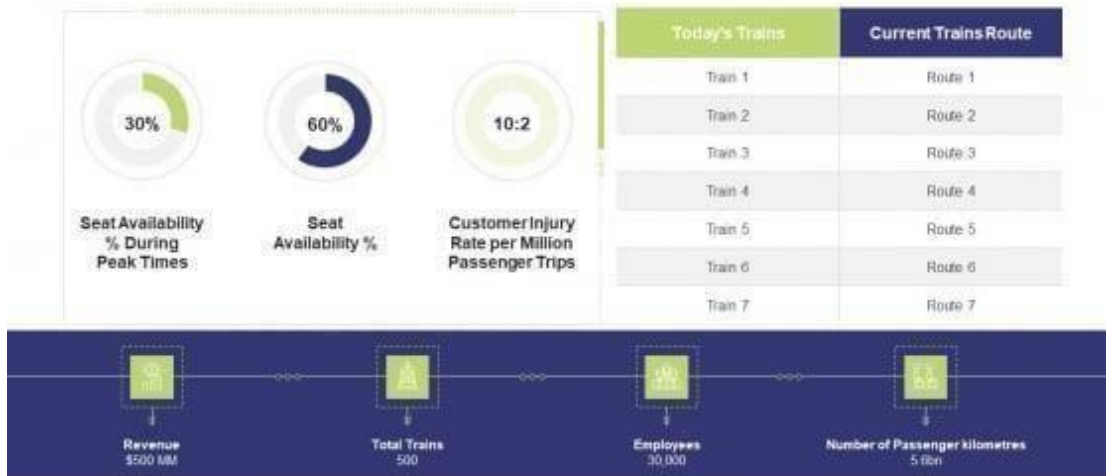 30%
60%
10:2
Seat Availability
% During
Peak Times
Seat
Availability %
Customer Injury
Rate per Million
Passenger Trips
Today's Trains Current Trains Route
Train 1 Route 1
Train 2 Route 2
Train 3 Route 3
Train 4 Route 4
Train 5 Route 5
Train 6 Route 6
Train 7 Route 7
Revenue
$500 MM
Total Trains
500
Employees
30,000
Number of Passenger kilometres
5.6bn